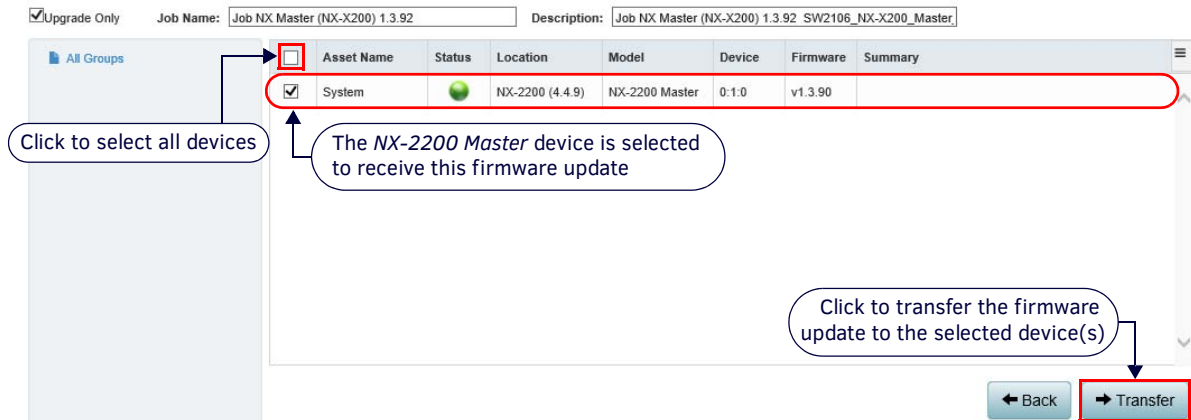 Upgrade Only Job Name: Job NX Master (NX-X200) 1.3.92 Description: Job NX Master (NX-X200) 1.3.92 SW2106_NX-X200_Master_
All Groups
Asset Name Status Location Model Device Firmware Summary
System NX-2200 (4.4.9) NX-2200 Master 0:1:0 v1.3.90
Click to select all devices
The NX-2200 Master device is selected
to receive this firmware update
Click to transfer the firmware
update to the selected device(s)
Back
Transfer